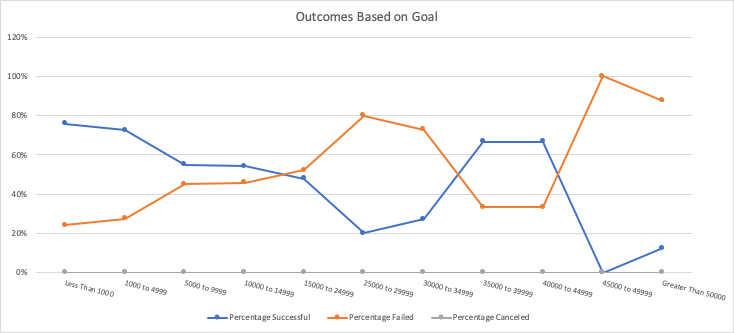 Outcomes Based on Goal
120%
100%
80%
60%
40%
20%
0%
Less Than 1000
1000 to 4999
5000 to 9999
10000 to 14999
15000 to 24999
25000 to 29999
30000 to 34999
35000 to 39999
40000 to 44999
45000 to 49999
Greater Than 50000
Percentage Successful Percentage Failed Percentage Canceled